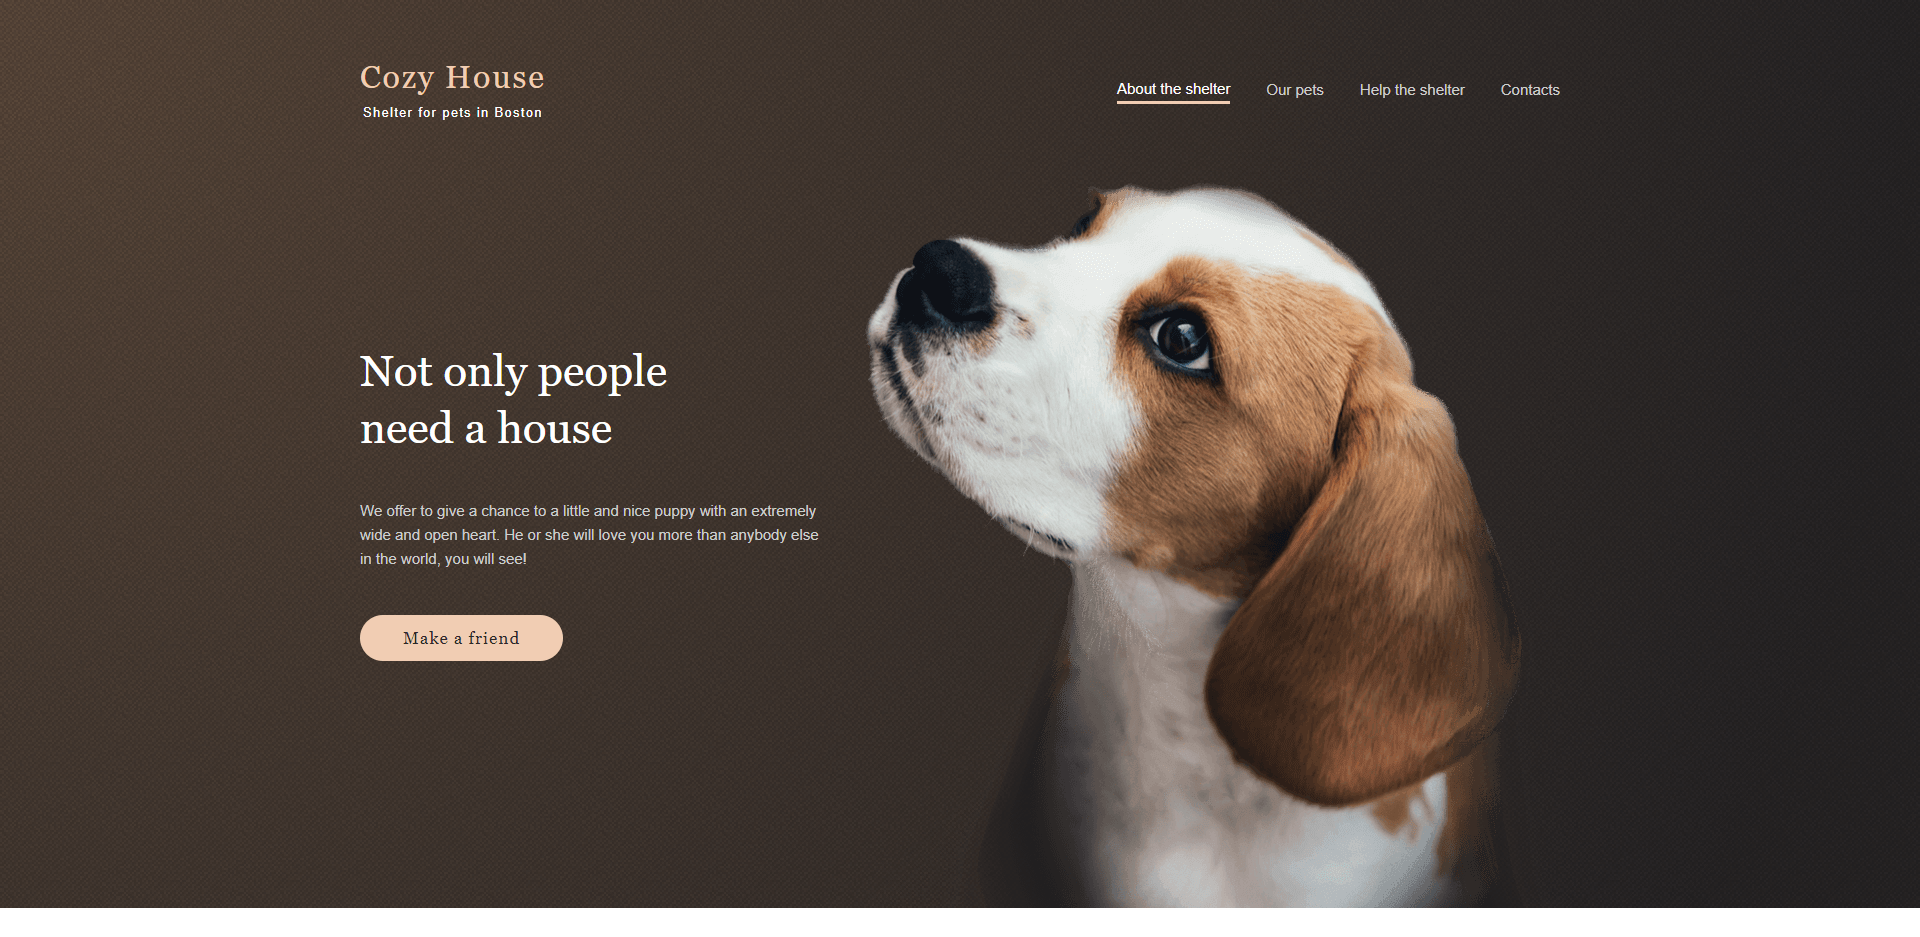 Cozy House
Shelter for pets in Boston
About the shelter
Our pets
Help the shelter
Contacts
Not only people
need a house
We offer to give a chance to a little and nice puppy with an extremely
wide and open heart. He or she will love you more than anybody else
in the world, you will see!
Make a friend